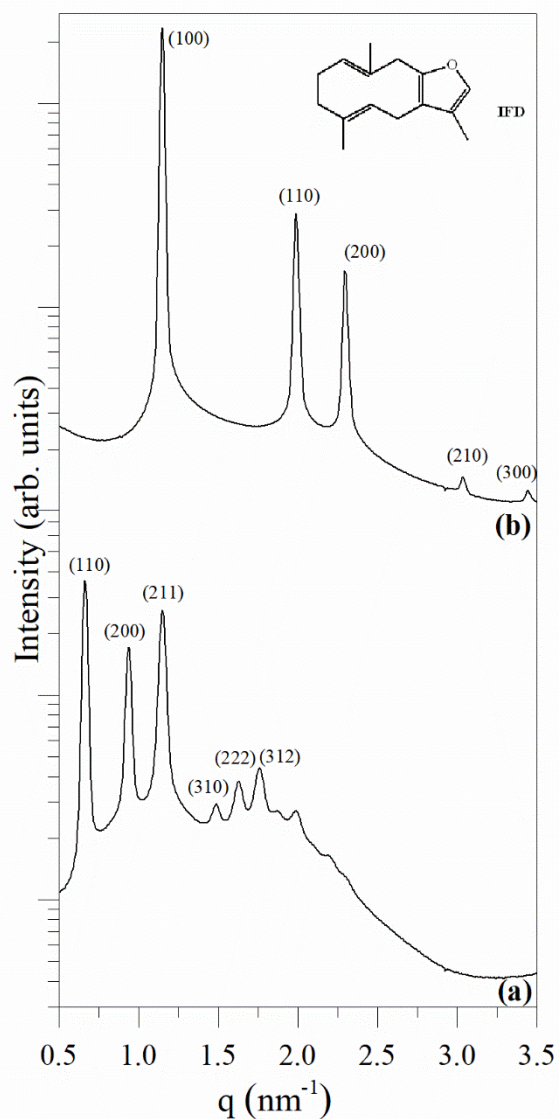 (100)
O
IFD
(110)
(200)
(210)
(300)
(b)
Intensity (arb. units)
(110)
(200)
(211)
(310)
(222)
(312)
(a)
0.5 1.0 1.5 2.0 2.5 3.0 3.5
q (nm⁻¹)